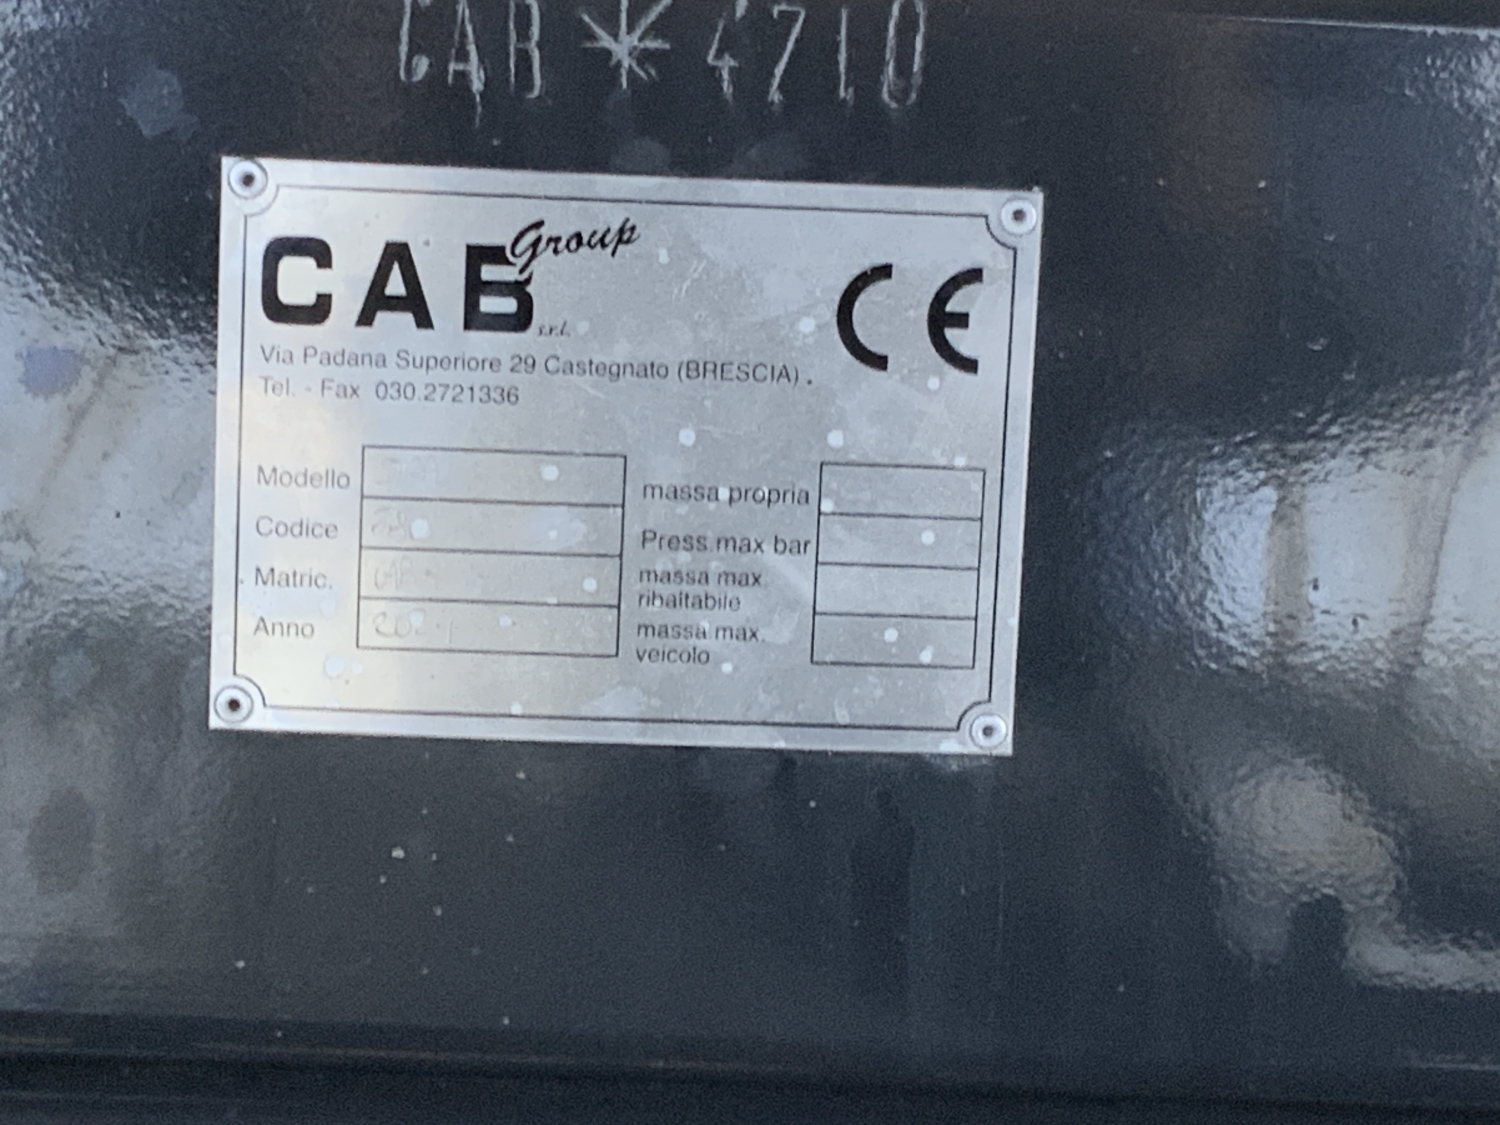 CAB*4710
CAB Group s.r.l.
CE
Via Padana Superiore 29 Castegnato (BRESCIA).
Tel. - Fax 030.2721336
Modello
Codice
Matric.
Anno
massa propria
Press.max bar
massa max.
ribaltabile
massa max.
veicolo